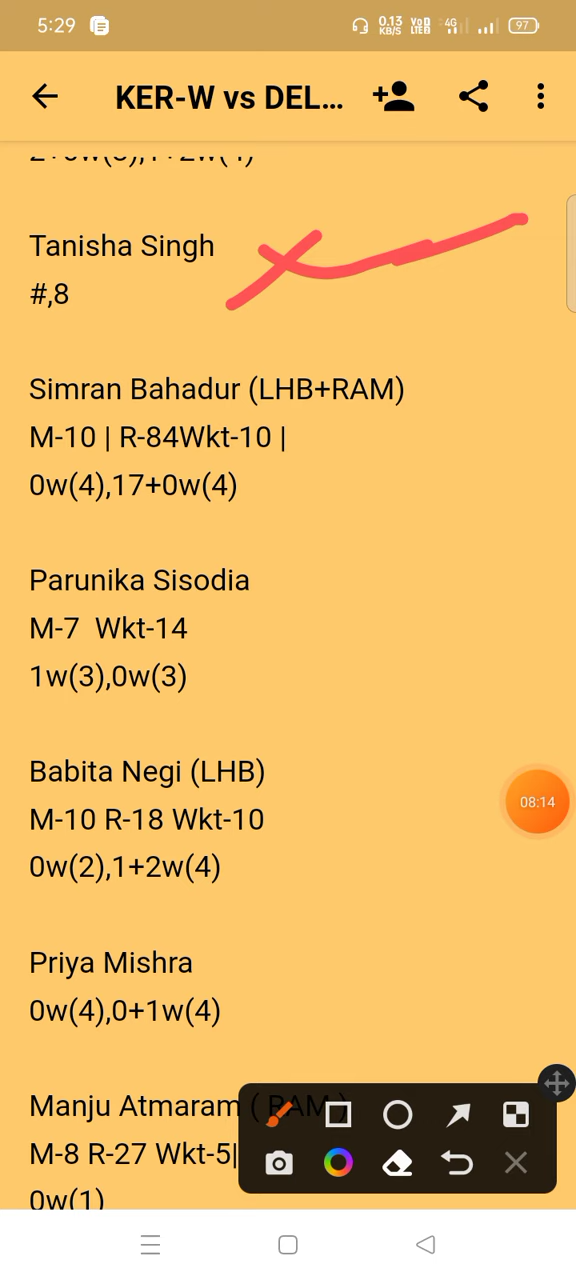 5:29
0.13 KB/S
4G
97
KER-W vs DEL...
Tanisha Singh
#,8
Simran Bahadur (LHB+RAM)
M-10 | R-84Wkt-10 |
0w(4),17+0w(4)
Parunika Sisodia
M-7  Wkt-14
1w(3),0w(3)
Babita Negi (LHB)
M-10 R-18 Wkt-10
0w(2),1+2w(4)
08:14
Priya Mishra
0w(4),0+1w(4)
Manju Atmaram ( RAM )
M-8 R-27 Wkt-5|
0w(1)